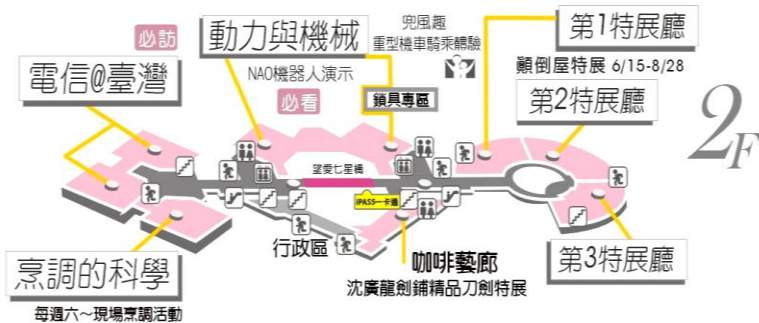 必訪
電信@臺灣
動力與機械
NAO機器人演示
必看
兜風趣
重型機車騎乘體驗
鎖具專區
第1特展廳
顛倒屋特展 6/15-8/28
第2特展廳
2F
望愛七星橋
iPASS一卡通
行政區
咖啡藝廊
沈廣龍劍鋪精品刀劍特展
第3特展廳
烹調的科學
每週六～現場烹調活動